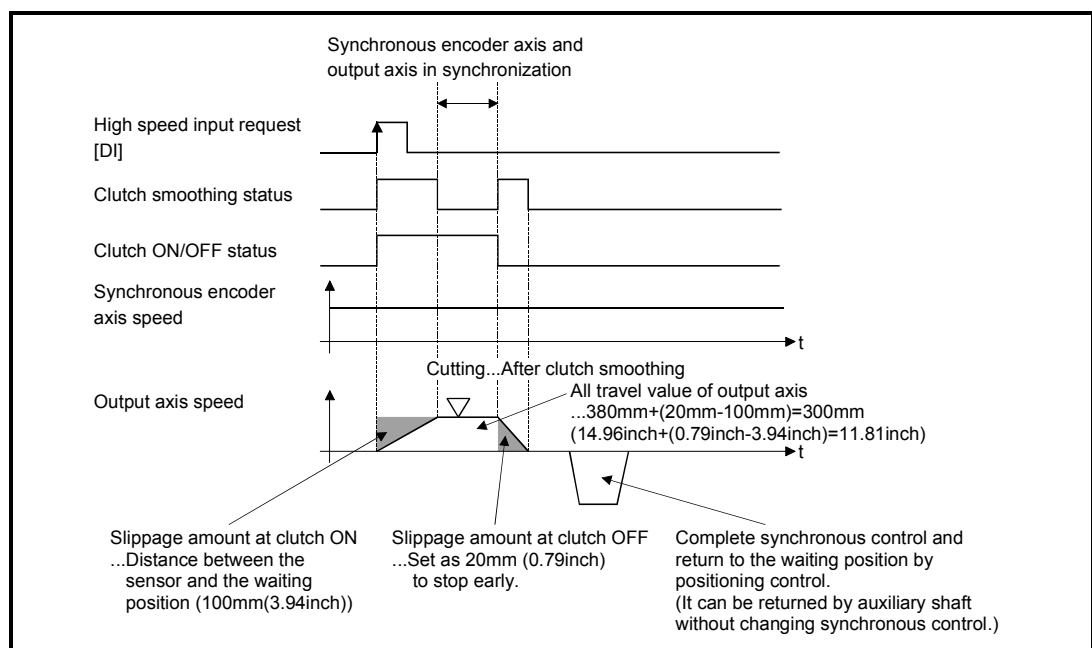 Synchronous encoder axis and
output axis in synchronization
High speed input request
[DI]
Clutch smoothing status
Clutch ON/OFF status
Synchronous encoder
axis speed
t
Cutting...After clutch smoothing
All travel value of output axis
...380mm+(20mm-100mm)=300mm
(14.96inch+(0.79inch-3.94inch)=11.81inch)
Output axis speed
t
Slippage amount at clutch ON
...Distance between the
sensor and the waiting
position (100mm(3.94inch))
Slippage amount at clutch OFF
...Set as 20mm (0.79inch)
to stop early.
Complete synchronous control and
return to the waiting position by
positioning control.
(It can be returned by auxiliary shaft
without changing synchronous control.)